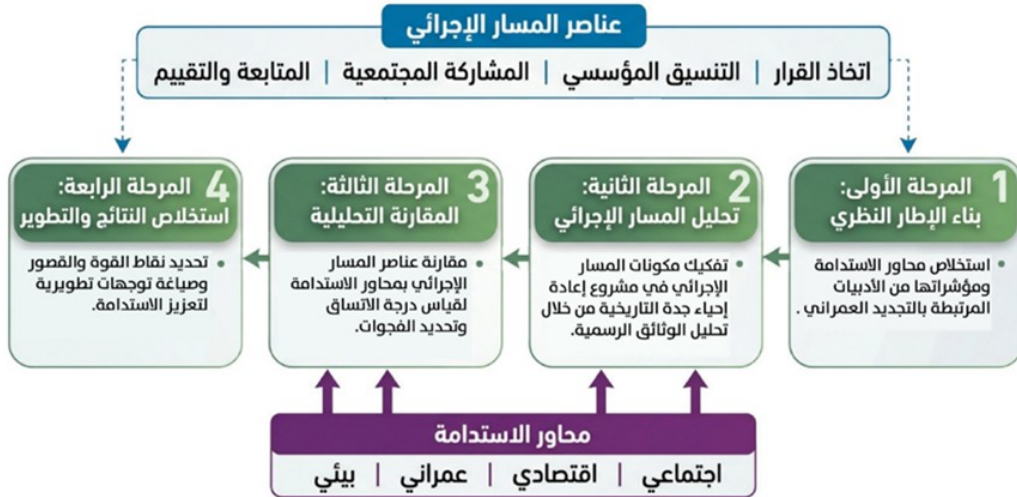 عناصر المسار الإجرائي
اتخاذ القرار | التنسيق المؤسسي | المشاركة المجتمعية | المتابعة والتقييم
1 المرحلة الأولى:
بناء الإطار النظري
• استخلاص محاور الاستدامة
ومؤشراتها من الأدبيات
المرتبطة بالتجديد العمراني .
2 المرحلة الثانية:
تحليل المسار الإجرائي
• تفكيك مكونات المسار
الإجرائي في مشروع إعادة
إحياء جدة التاريخية من خلال
تحليل الوثائق الرسمية.
3 المرحلة الثالثة:
المقارنة التحليلية
• مقارنة عناصر المسار
الإجرائي بمحاور الاستدامة
لقياس درجة الاتساق
وتحديد الفجوات.
4 المرحلة الرابعة:
استخلاص النتائج والتطوير
• تحديد نقاط القوة والقصور
وصياغة توجهات تطويرية
لتعزيز الاستدامة.
محاور الاستدامة
اجتماعي | اقتصادي | عمراني | بيئي